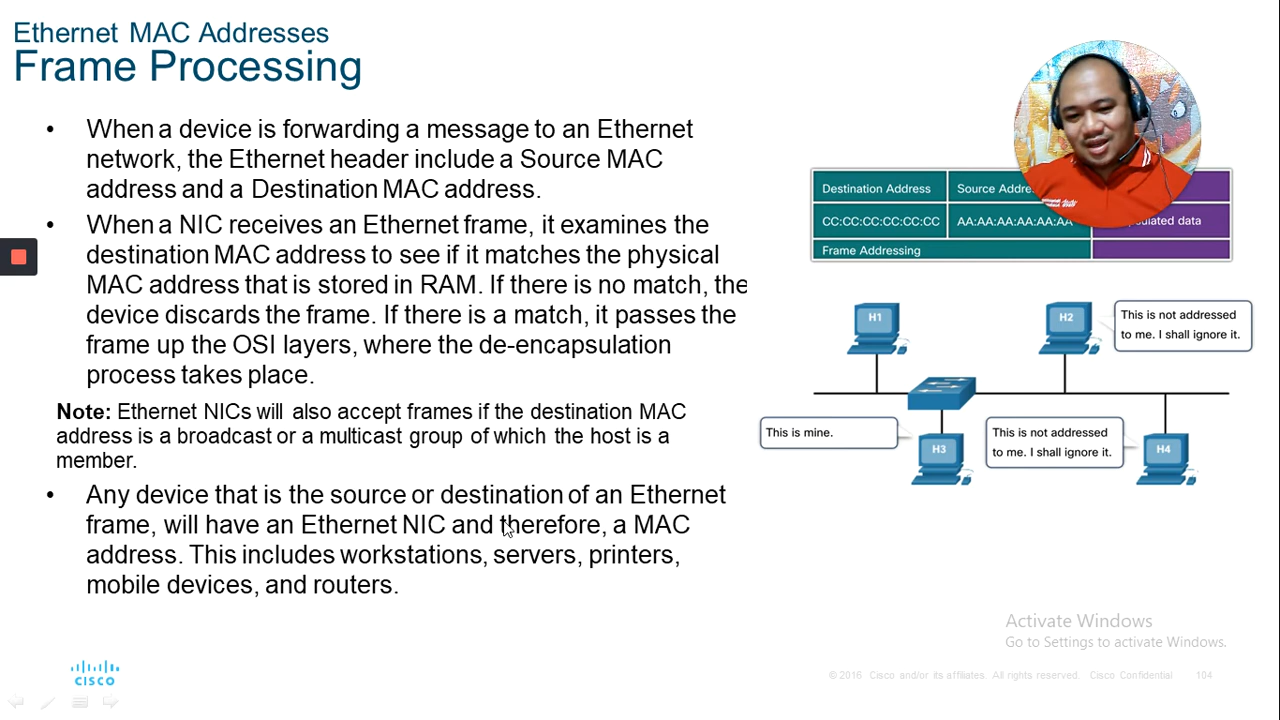 Ethernet MAC Addresses
Frame Processing
• When a device is forwarding a message to an Ethernet
network, the Ethernet header include a Source MAC
address and a Destination MAC address.
• When a NIC receives an Ethernet frame, it examines the
destination MAC address to see if it matches the physical
MAC address that is stored in RAM. If there is no match, the
device discards the frame. If there is a match, it passes the
frame up the OSI layers, where the de-encapsulation
process takes place.
Note: Ethernet NICs will also accept frames if the destination MAC
address is a broadcast or a multicast group of which the host is a
member.
• Any device that is the source or destination of an Ethernet
frame, will have an Ethernet NIC and therefore, a MAC
address. This includes workstations, servers, printers,
mobile devices, and routers.
Destination Address Source
CC:CC:CC:CC:CC:CC AA:AA:AA:AA:AA:AA data
Frame Addressing
H1
H2
This is not addressed
to me. I shall ignore it.
This is mine.
H3
This is not addressed
to me. I shall ignore it.
H4
Activate Windows
Go to Settings to activate Windows.
CISCO
© 2016 Cisco and/or its affiliates. All rights reserved. Cisco Confidential 104